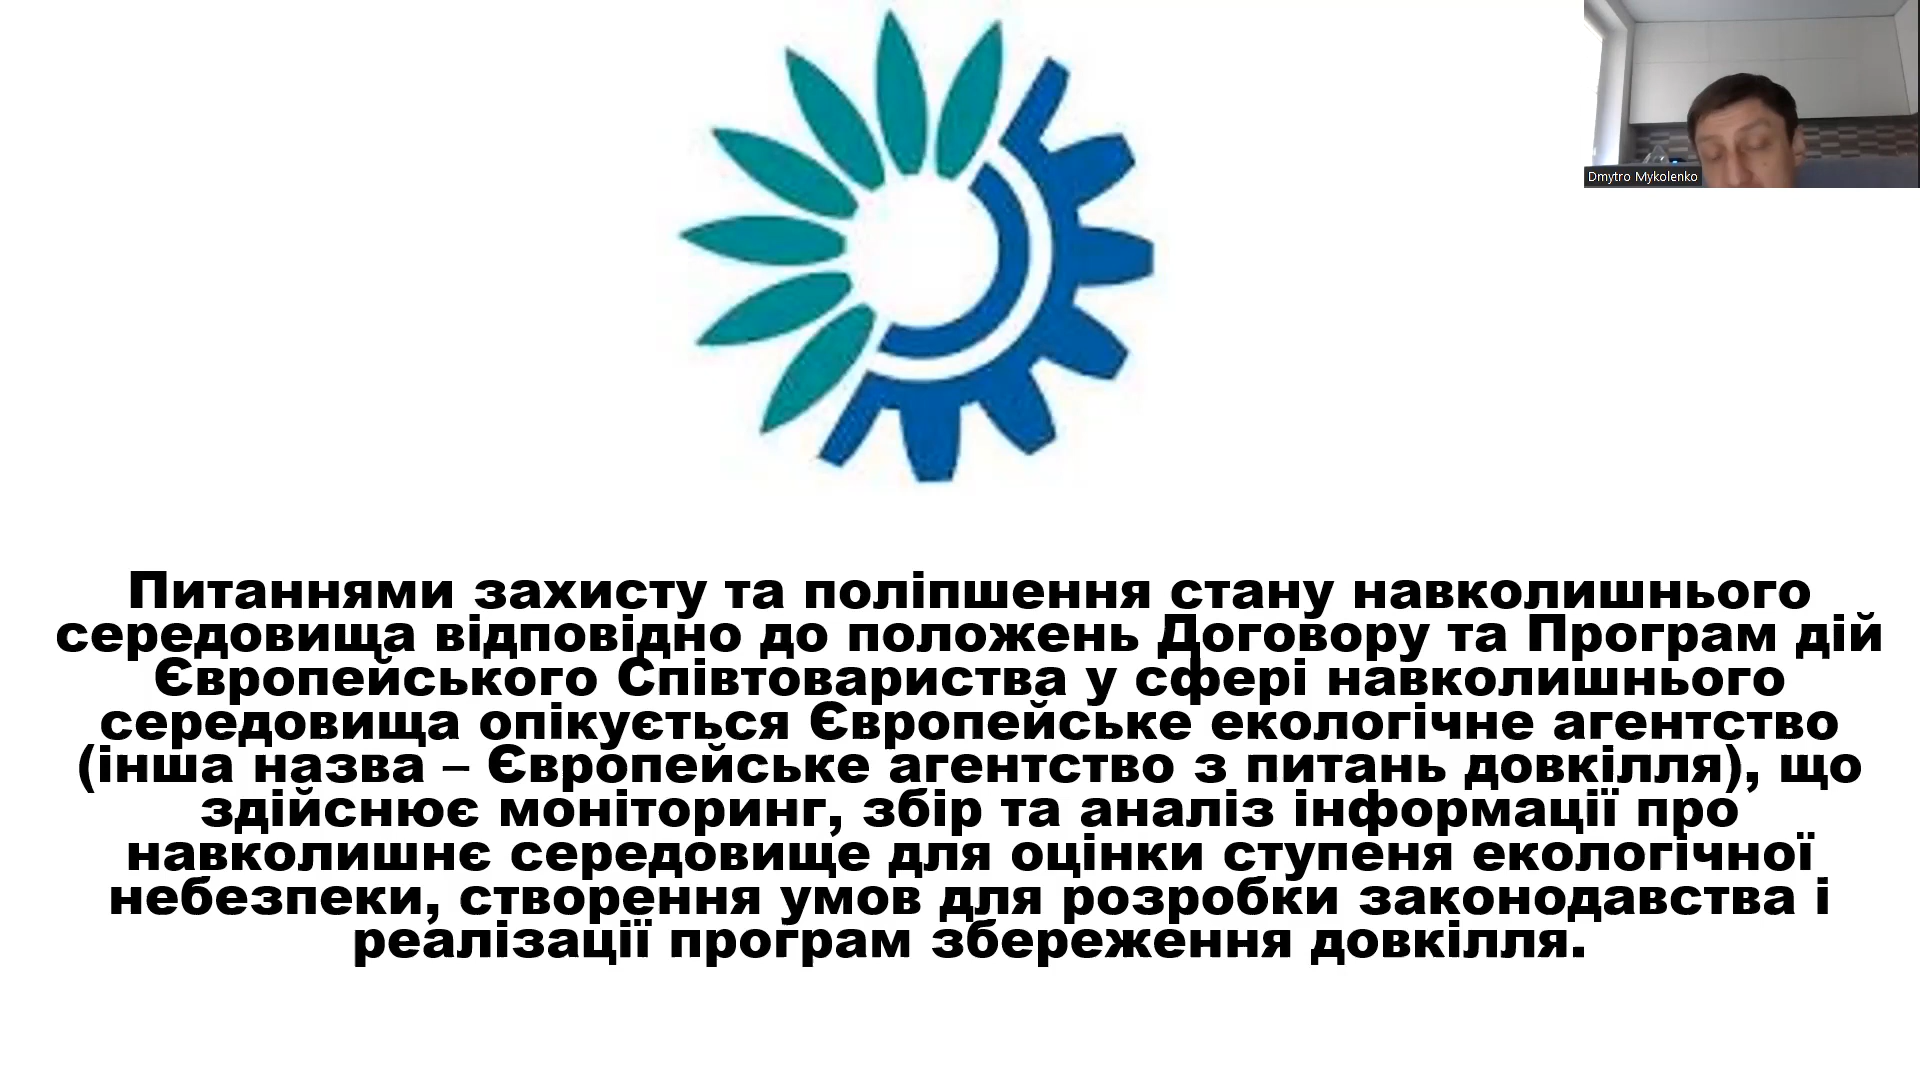 Dmytro Mykolenko
Питаннями захисту та поліпшення стану навколишнього
середовища відповідно до положень Договору та Програм дій
Європейського Співтовариства у сфері навколишнього
середовища опікується Європейське екологічне агентство
(інша назва – Європейське агентство з питань довкілля), що
здійснює моніторинг, збір та аналіз інформації про
навколишнє середовище для оцінки ступеня екологічної
небезпеки, створення умов для розробки законодавства і
реалізації програм збереження довкілля.